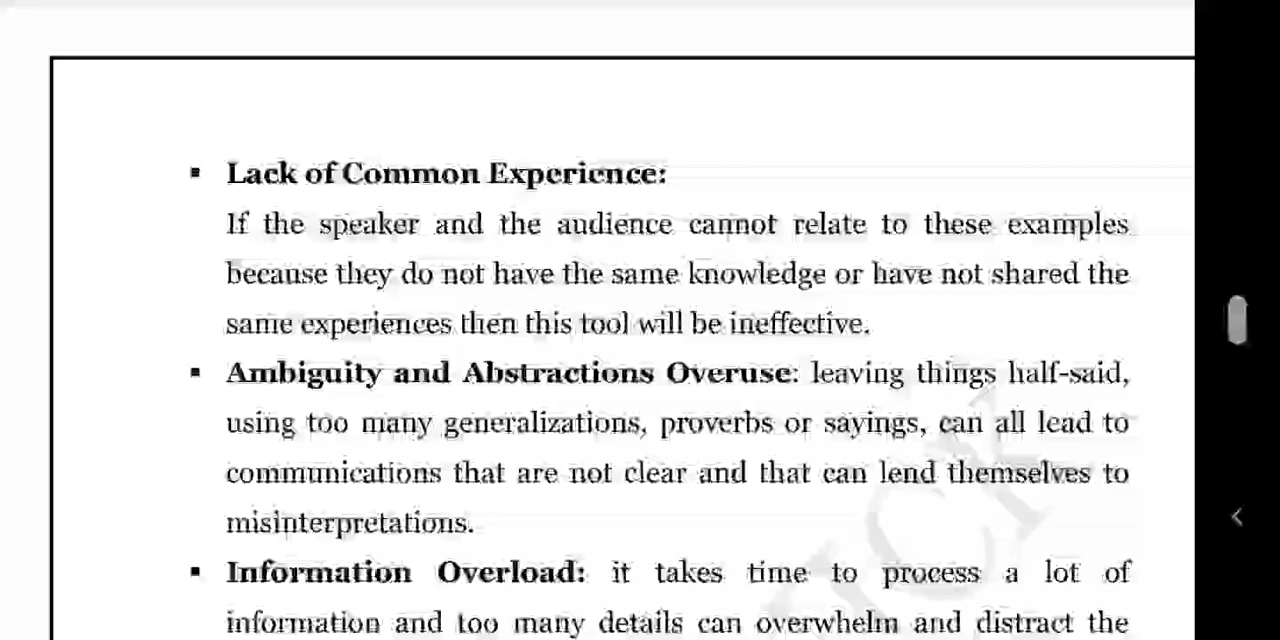 ▪ Lack of Common Experience:
If the speaker and the audience cannot relate to these examples
because they do not have the same knowledge or have not shared the
same experiences then this tool will be ineffective.
▪ Ambiguity and Abstractions Overuse: leaving things half-said,
using too many generalizations, proverbs or sayings, can all lead to
communications that are not clear and that can lend themselves to
misinterpretations.
▪ Information Overload: it takes time to process a lot of
information and too many details can overwhelm and distract the